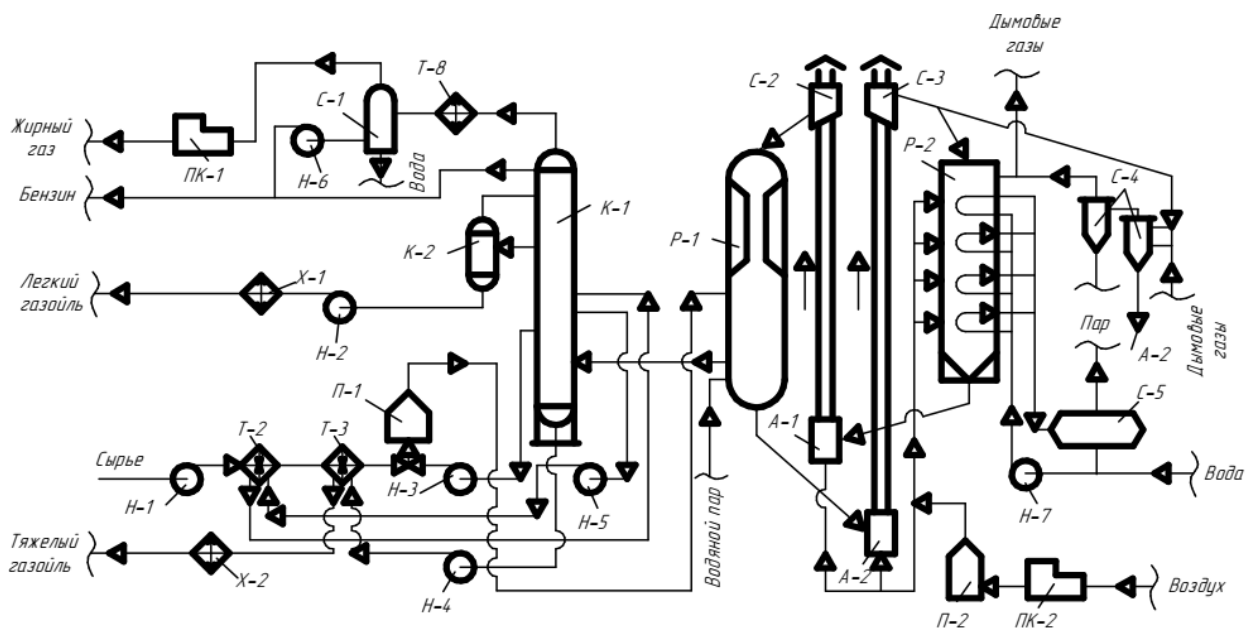 Дымовые
газы
Т-8
С-1
С-2
С-3
Жирный
газ
ПК-1
Н-6
Вода
Р-2
С-4
Бензин
К-1
К-2
Р-1
Легкий
газойль
Х-1
Н-2
Пар
А-2
Дымовые
газы
П-1
А-1
С-5
Т-2
Т-3
Сырье
Н-1
Н-3
Н-5
Н-7
Вода
Водяной пар
Тяжелый
газойль
Х-2
Н-4
А-2
П-2
ПК-2
Воздух